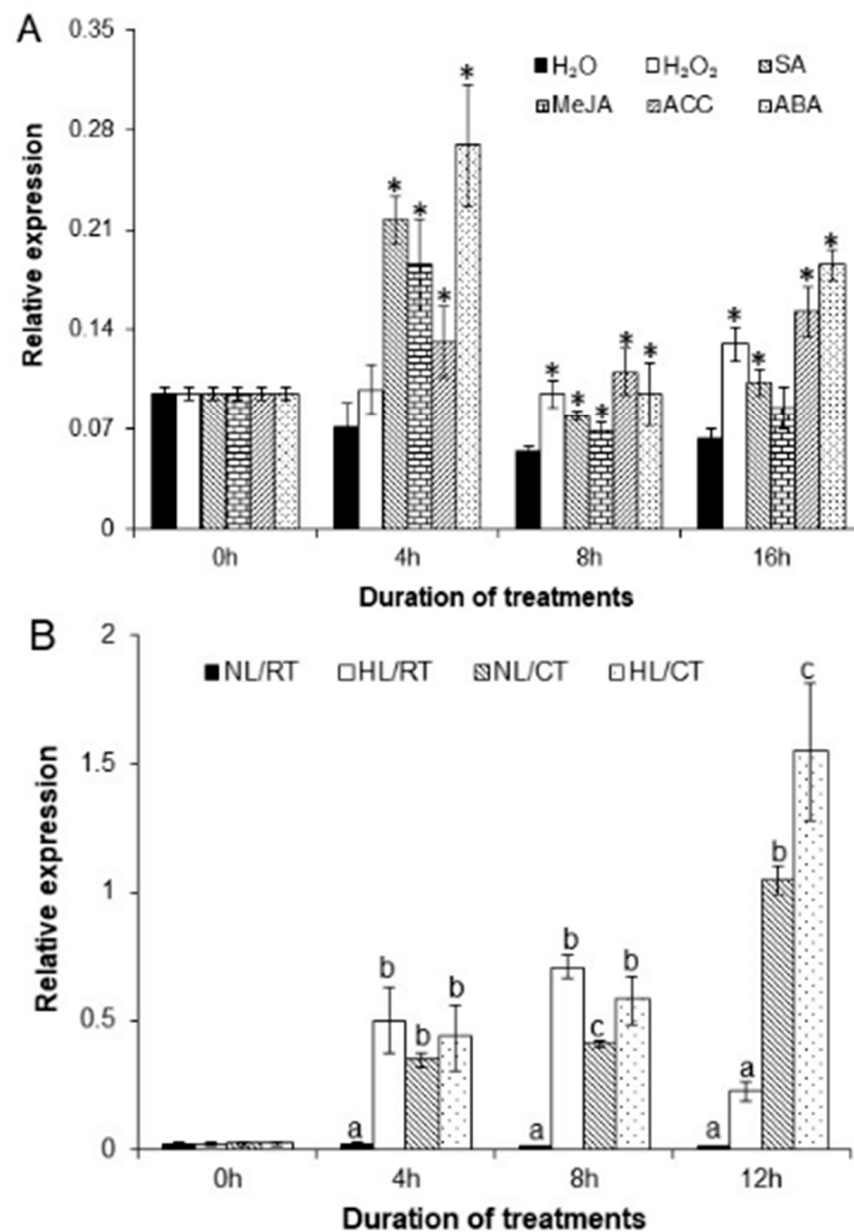 A
0.35
0.28
0.21
0.14
0.07
0
Relative expression
H₂O H₂O₂ SA
MeJA ACC ABA
* * * *
* * * * *
* * * *
0h 4h 8h 16h
Duration of treatments
B
2
1.5
1
0.5
0
Relative expression
NL/RT HL/RT NL/CT HL/CT
a b b b
a b c b
a a b c
0h 4h 8h 12h
Duration of treatments